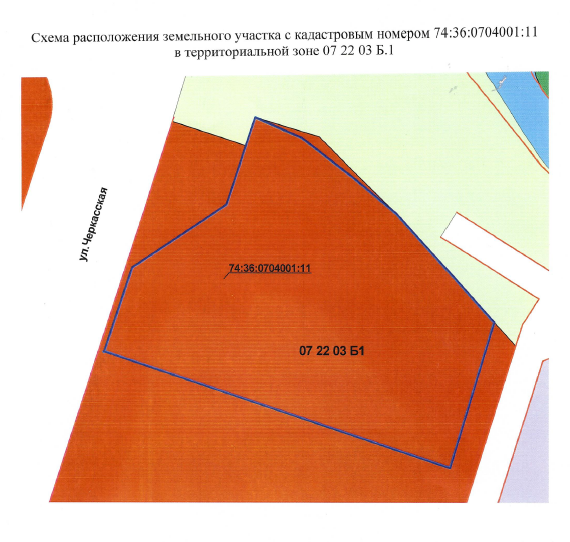 Схема расположения земельного участка с кадастровым номером 74:36:0704001:11
в территориальной зоне 07 22 03 Б.1
ул.Черкасская
74:36:0704001:11
07 22 03 Б1